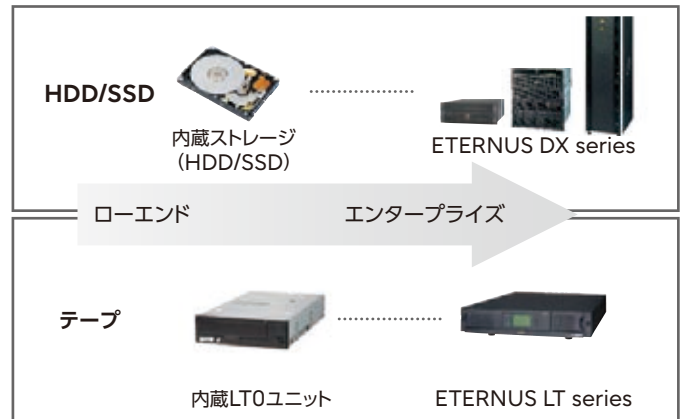 HDD/SSD
内蔵ストレージ
(HDD/SSD)
ETERNUS DX series
ローエンド
エンタープライズ
テープ
内蔵LTOユニット
ETERNUS LT series